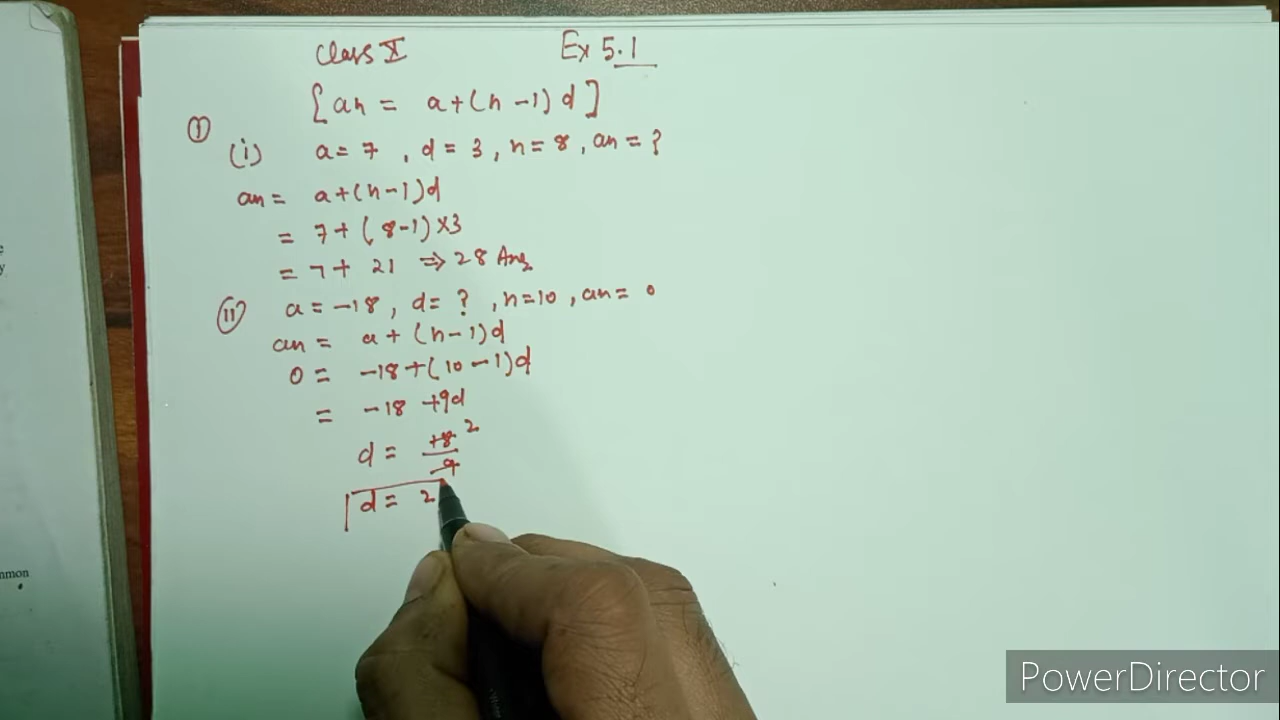 Class X Ex 5.1
[an = a+(n-1)d]
① (i) a=7, d=3, n=8, an=?
an = a+(n-1)d
= 7+(8-1)×3
= 7+ 21 ⇒ 28 Ans
(ii) a=-18, d=?, n=10, an= 0
an = a+(n-1)d
0 = -18+(10-1)d
= -18 +9d
d = +18/9 2
d = 2
mmon
PowerDirector